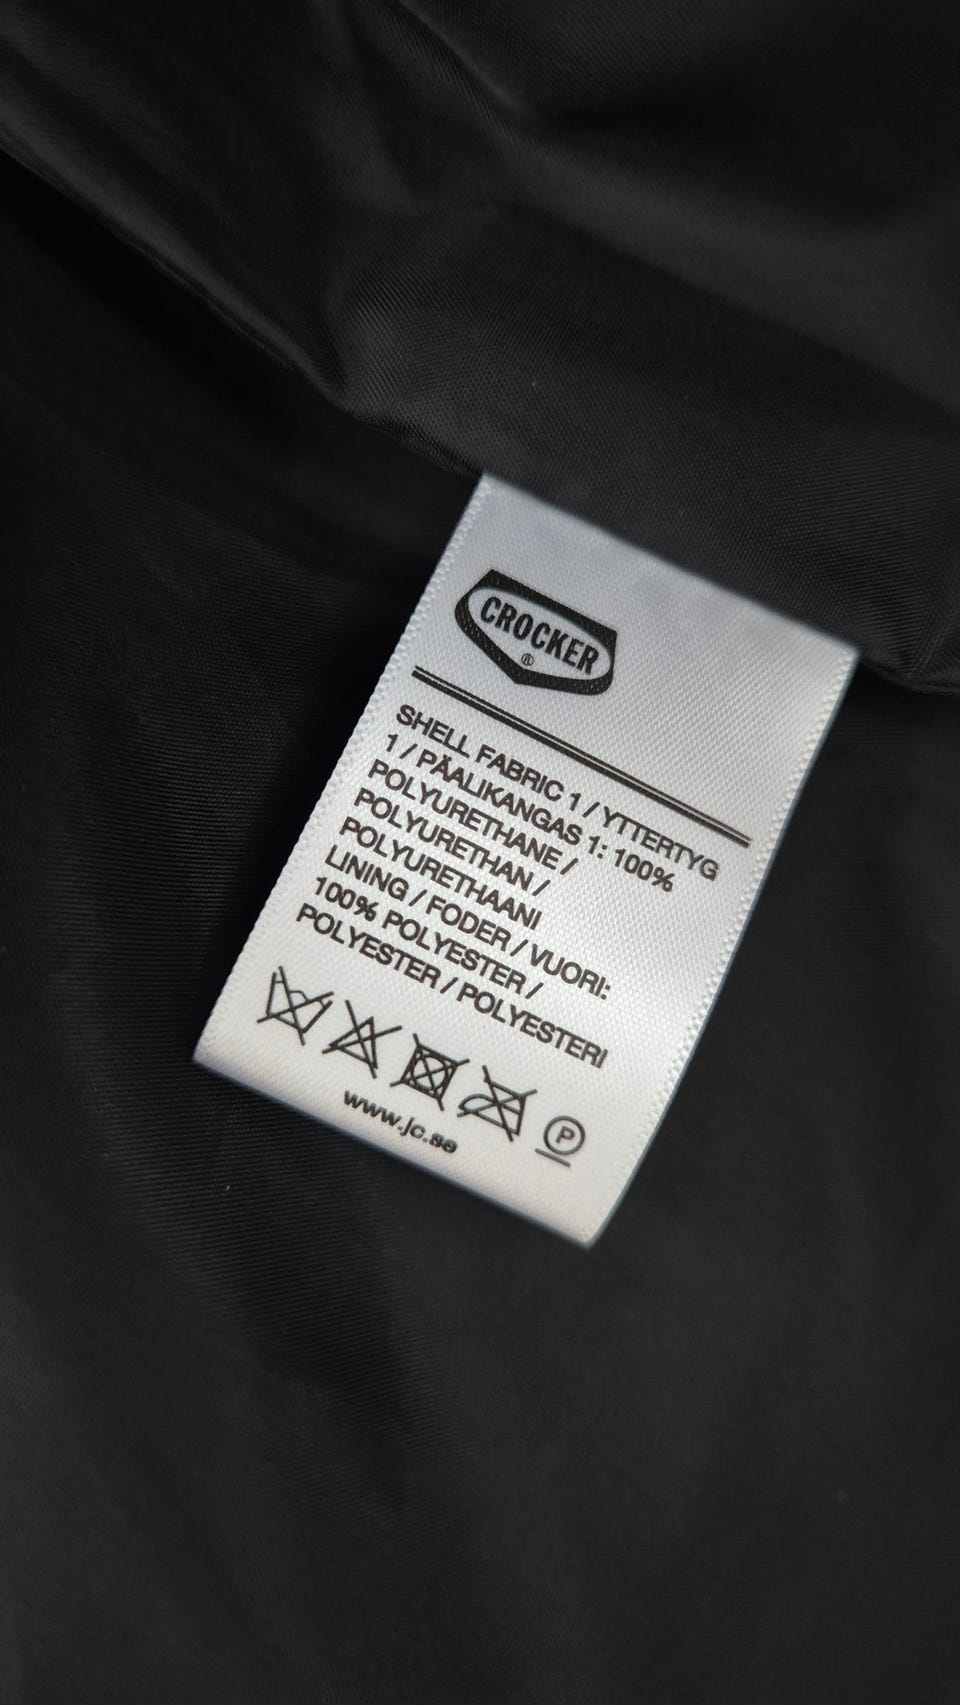 CROCKER
®
SHELL FABRIC 1 / YTTERTYG
1 / PÄALIKANGAS 1: 100%
POLYURETHANE /
POLYURETHAN /
POLYURETHAANI
LINING / FODER / VUORI:
100% POLYESTER /
POLYESTER / POLYESTERI
P
www.jc.se